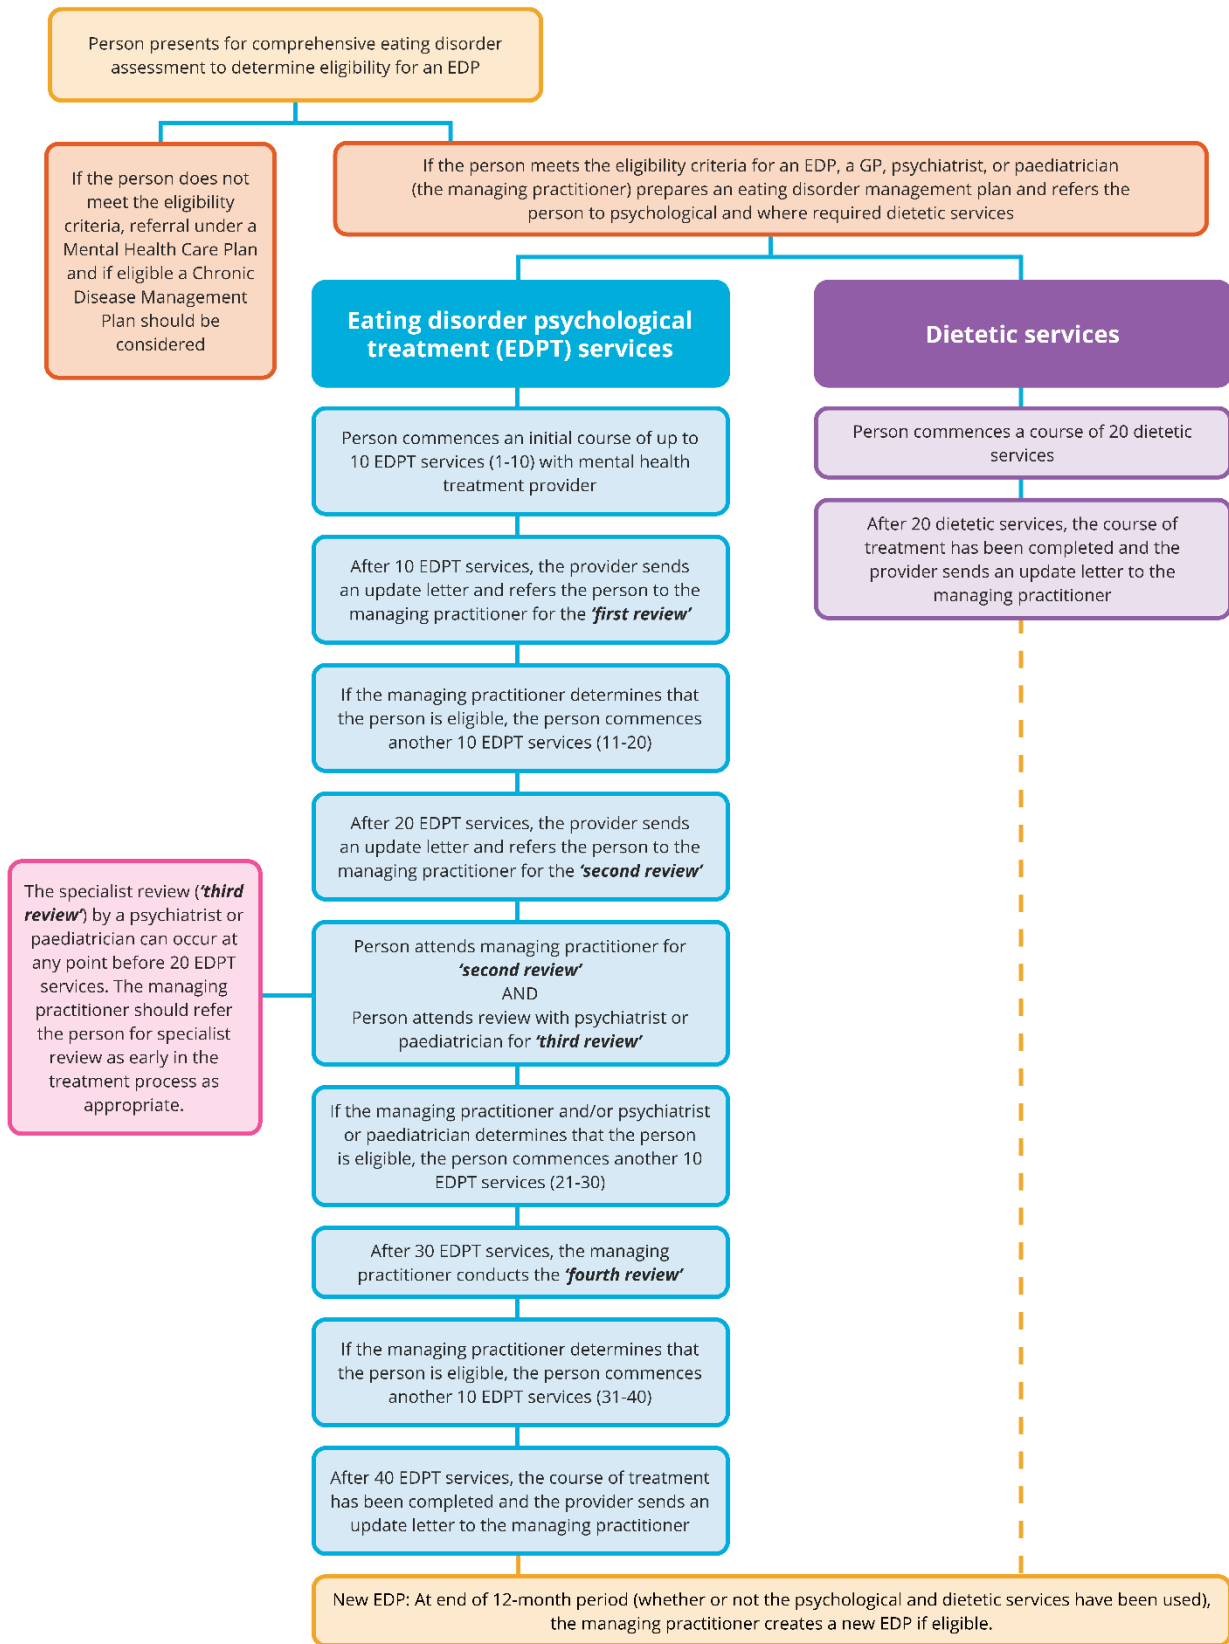 Person presents for comprehensive eating disorder
assessment to determine eligibility for an EDP
If the person does not
meet the eligibility
criteria, referral under a
Mental Health Care Plan
and if eligible a Chronic
Disease Management
Plan should be
considered
If the person meets the eligibility criteria for an EDP, a GP, psychiatrist, or paediatrician
(the managing practitioner) prepares an eating disorder management plan and refers the
person to psychological and where required dietetic services
Eating disorder psychological
treatment (EDPT) services
Person commences an initial course of up to
10 EDPT services (1-10) with mental health
treatment provider
After 10 EDPT services, the provider sends
an update letter and refers the person to the
managing practitioner for the ‘first review’
If the managing practitioner determines that
the person is eligible, the person commences
another 10 EDPT services (11-20)
After 20 EDPT services, the provider sends
an update letter and refers the person to the
managing practitioner for the ‘second review’
The specialist review (‘third
review’) by a psychiatrist or
paediatrician can occur at
any point before 20 EDPT
services. The managing
practitioner should refer
the person for specialist
review as early in the
treatment process as
appropriate.
Person attends managing practitioner for
‘second review’
AND
Person attends review with psychiatrist or
paediatrician for ‘third review’
If the managing practitioner and/or psychiatrist
or paediatrician determines that the person
is eligible, the person commences another 10
EDPT services (21-30)
After 30 EDPT services, the managing
practitioner conducts the ‘fourth review’
If the managing practitioner determines that
the person is eligible, the person commences
another 10 EDPT services (31-40)
After 40 EDPT services, the course of treatment
has been completed and the provider sends an
update letter to the managing practitioner
Dietetic services
Person commences a course of 20 dietetic
services
After 20 dietetic services, the course of
treatment has been completed and the
provider sends an update letter to the
managing practitioner
New EDP: At end of 12-month period (whether or not the psychological and dietetic services have been used),
the managing practitioner creates a new EDP if eligible.